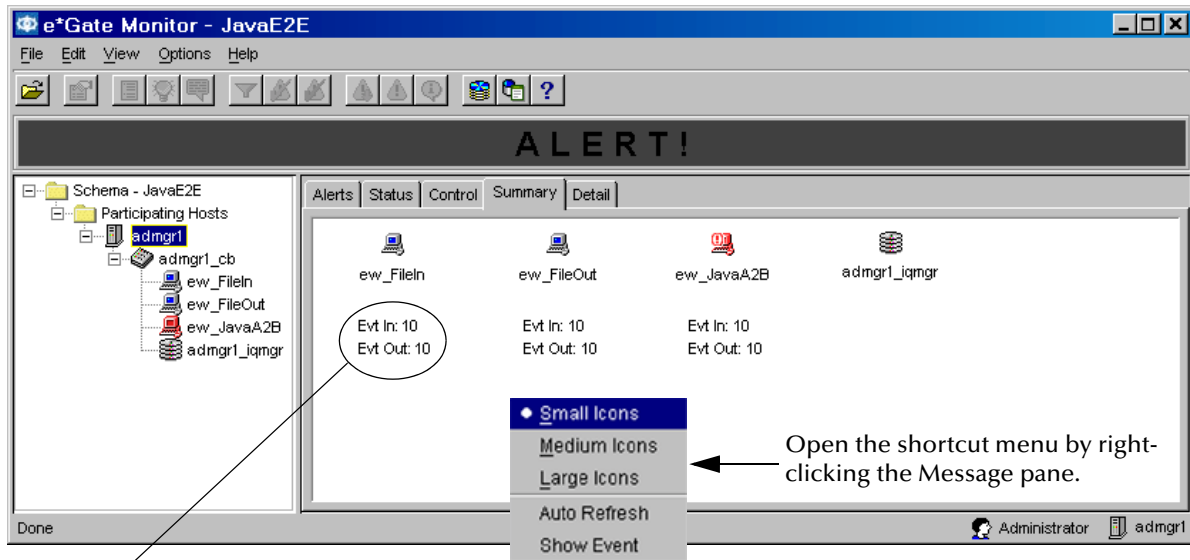 e*Gate Monitor - JavaE2E
File Edit View Options Help
ALERT!
Schema - JavaE2E
Participating Hosts
admgr1
admgr1_cb
ew_FileIn
ew_FileOut
ew_JavaA2B
admgr1_iqmgr
Alerts Status Control Summary Detail
ew_FileIn ew_FileOut ew_JavaA2B admgr1_iqmgr
Evt In: 10 Evt In: 10 Evt In: 10
Evt Out: 10 Evt Out: 10 Evt Out: 10
Small Icons
Medium Icons
Large Icons
Auto Refresh
Show Event
Open the shortcut menu by right-
clicking the Message pane.
Done Administrator admgr1